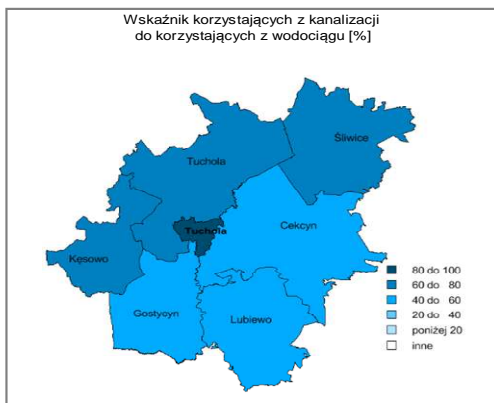 Wskaźnik korzystających z kanalizacji
do korzystających z wodociągu [%]
Śliwice
Tuchola
Tuchola
Cekcyn
Kęsowo
Gostycyn
Lubiewo
80 do 100
60 do 80
40 do 60
20 do 40
poniżej 20
inne